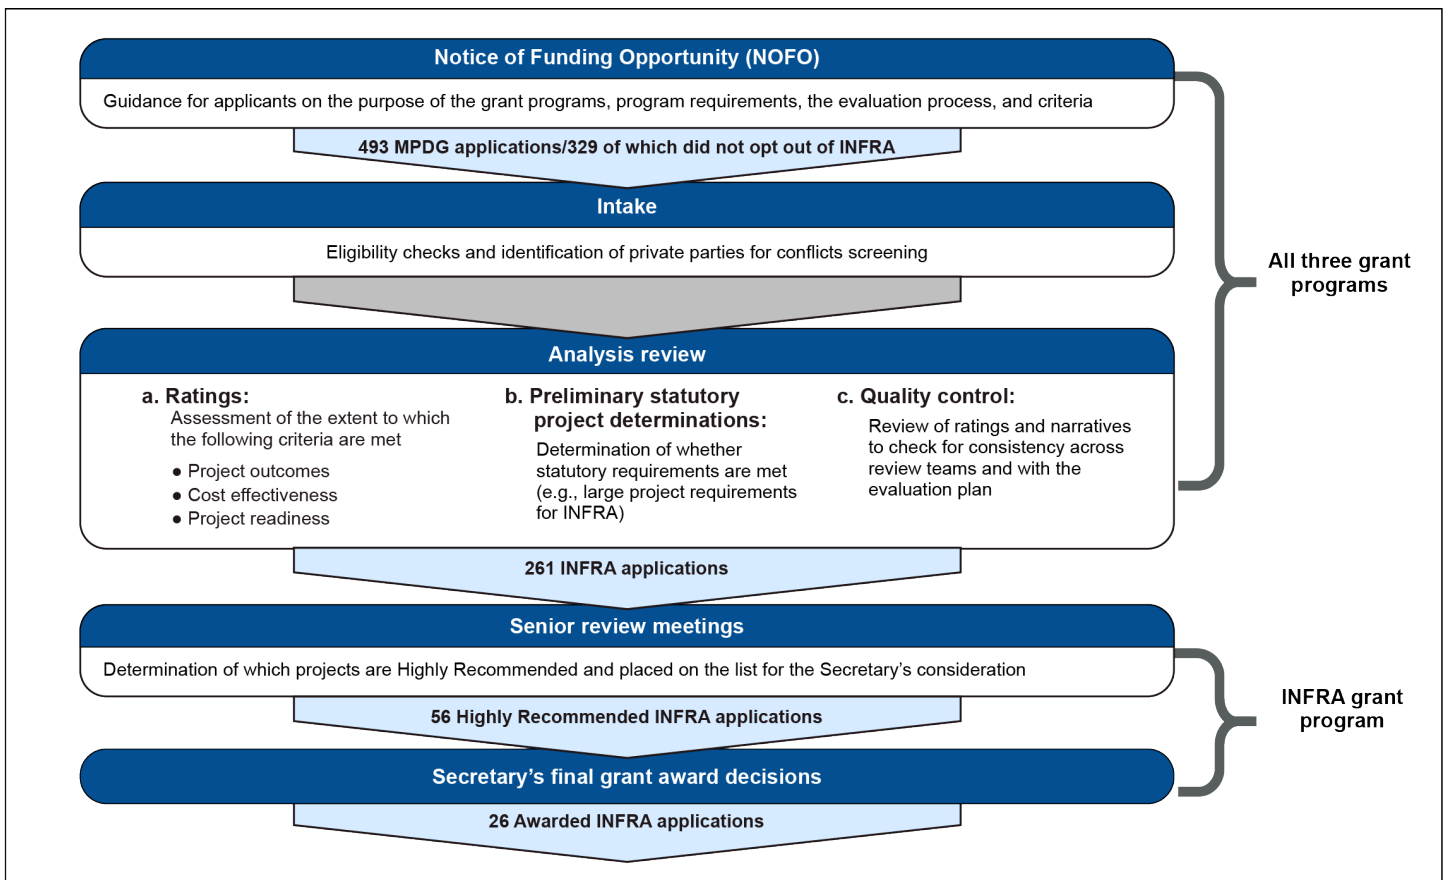 Notice of Funding Opportunity (NOFO)
Guidance for applicants on the purpose of the grant programs, program requirements, the evaluation process, and criteria
493 MPDG applications/329 of which did not opt out of INFRA
Intake
Eligibility checks and identification of private parties for conflicts screening
All three grant
programs
Analysis review
a. Ratings:
Assessment of the extent to which
the following criteria are met
● Project outcomes
● Cost effectiveness
● Project readiness
b. Preliminary statutory
project determinations:
Determination of whether
statutory requirements are met
(e.g., large project requirements
for INFRA)
c. Quality control:
Review of ratings and narratives
to check for consistency across
review teams and with the
evaluation plan
261 INFRA applications
Senior review meetings
Determination of which projects are Highly Recommended and placed on the list for the Secretary’s consideration
56 Highly Recommended INFRA applications
INFRA grant
program
Secretary’s final grant award decisions
26 Awarded INFRA applications